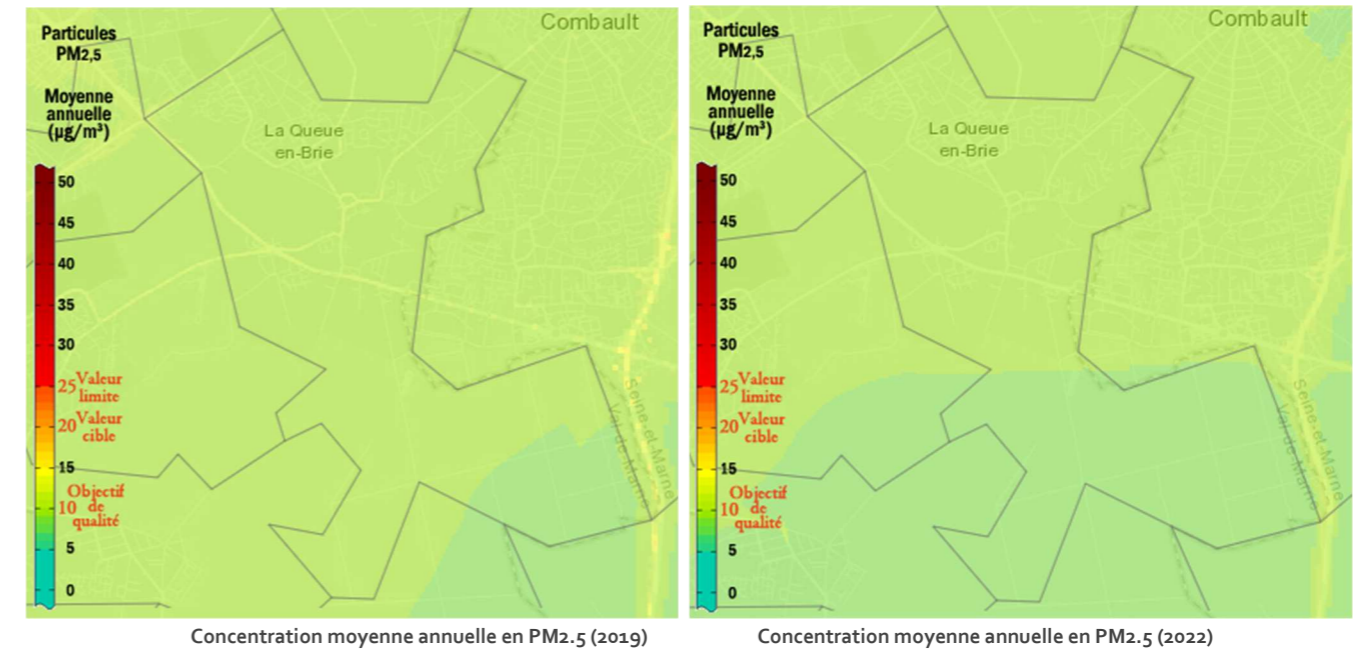 Combault
Particules
PM2,5
Moyenne
annuelle
(µg/m³)
La Queue
en-Brie
50
45
40
35
30
25 Valeur
limite
20 Valeur
cible
15
Objectif
10 de
qualité
5
0
Seine-et-Marne
Val-de-Marne
Concentration moyenne annuelle en PM2.5 (2019)
Combault
Particules
PM2,5
Moyenne
annuelle
(µg/m³)
La Queue
en-Brie
50
45
40
35
30
25 Valeur
limite
20 Valeur
cible
15
Objectif
10 de
qualité
5
0
Seine-et-Marne
Val-de-Marne
Concentration moyenne annuelle en PM2.5 (2022)